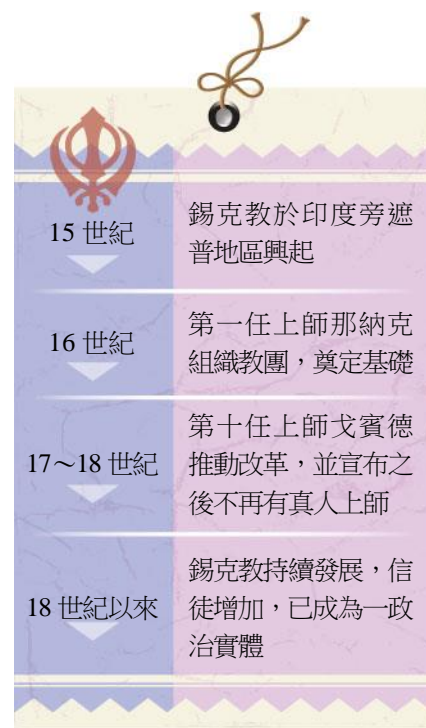 15 世紀
錫克教於印度旁遮
普地區興起
16 世紀
第一任上師那納克
組織教團，奠定基礎
17～18 世紀
第十任上師戈賓德
推動改革，並宣布之
後不再有真人上師
18 世紀以來
錫克教持續發展，信
徒增加，已成為一政
治實體